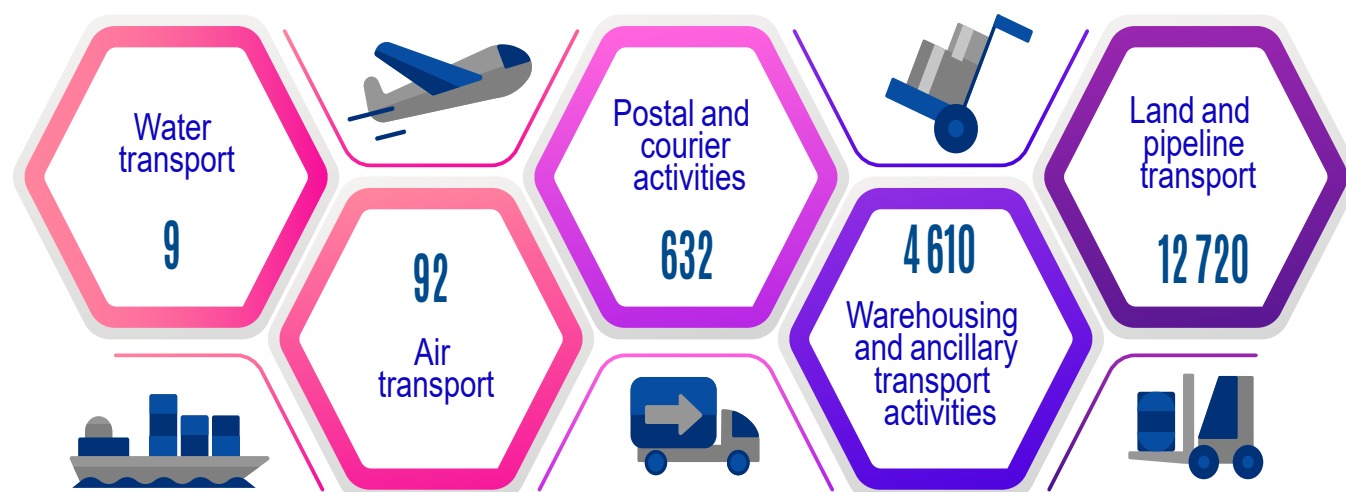 Water
transport
9
92
Air
transport
Postal and
courier
activities
632
4 610
Warehousing
and ancillary
transport
activities
Land and
pipeline
transport
12 720